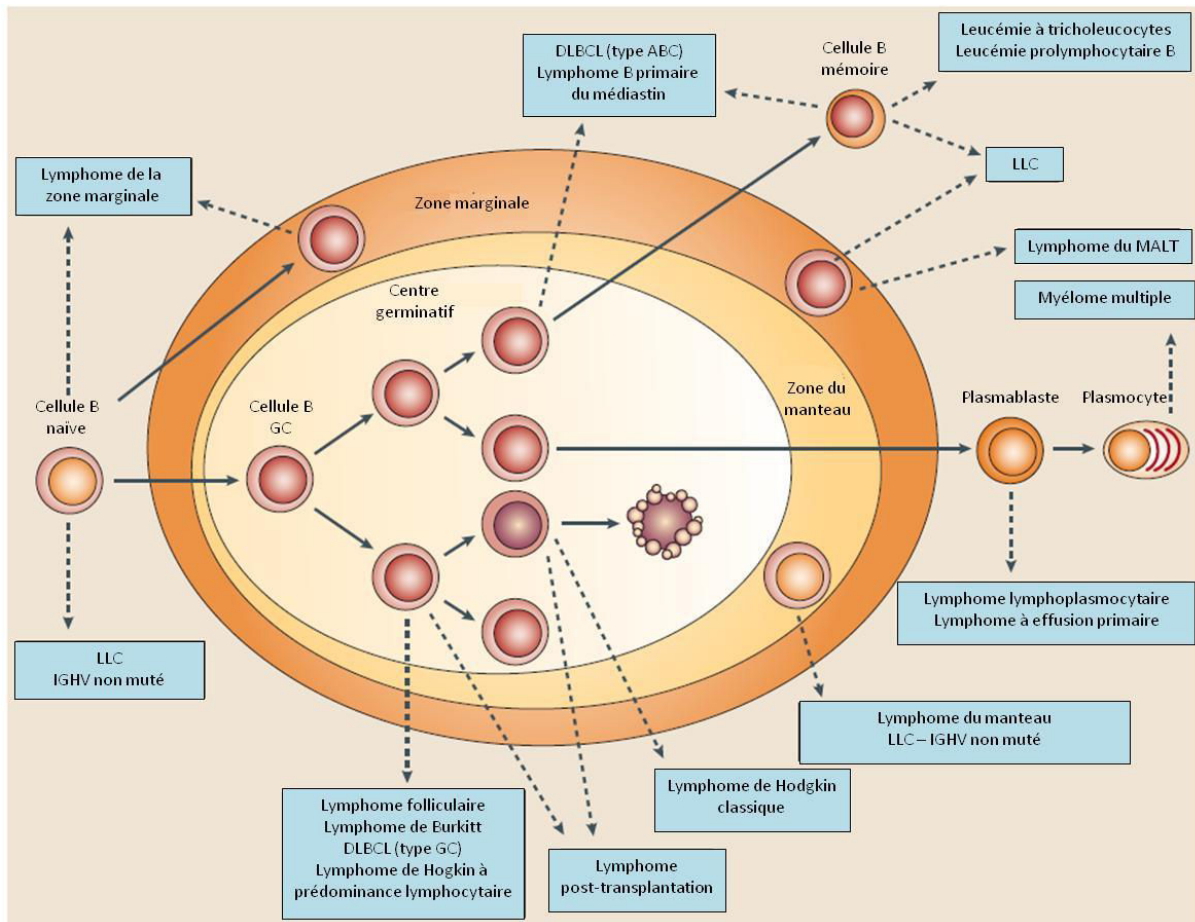 DLBCL (type ABC)
Lymphome B primaire
du médiastin
Cellule B
mémoire
Leucémie à tricholeucocytes
Leucémie prolymphocytaire B
LLC
Lymphome de la
zone marginale
Zone marginale
Lymphome du MALT
Myélome multiple
Centre
germinatif
Zone du
manteau
Cellule B
naïve
Cellule B
GC
Plasmablaste
Plasmocyte
Lymphome lymphoplasmocytaire
Lymphome à effusion primaire
LLC
IGHV non muté
Lymphome du manteau
LLC – IGHV non muté
Lymphome de Hodgkin
classique
Lymphome folliculaire
Lymphome de Burkitt
DLBCL (type GC)
Lymphome de Hogkin à
prédominance lymphocytaire
Lymphome
post-transplantation